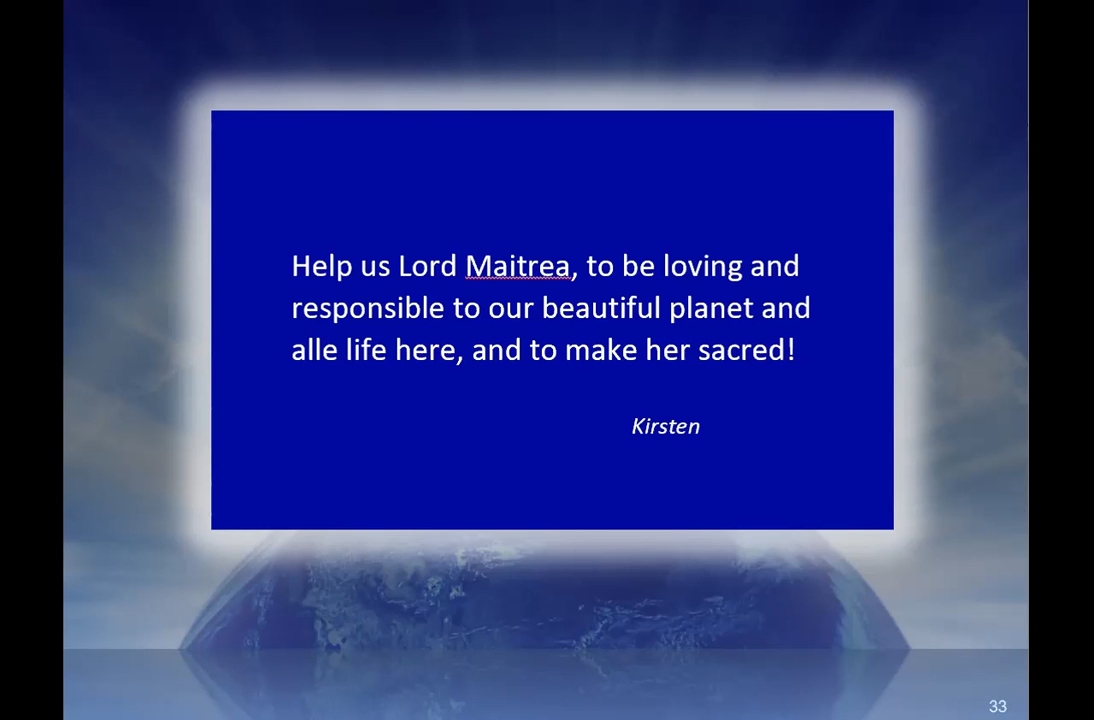 Help us Lord Maitrea, to be loving and
responsible to our beautiful planet and
alle life here, and to make her sacred!
Kirsten
33